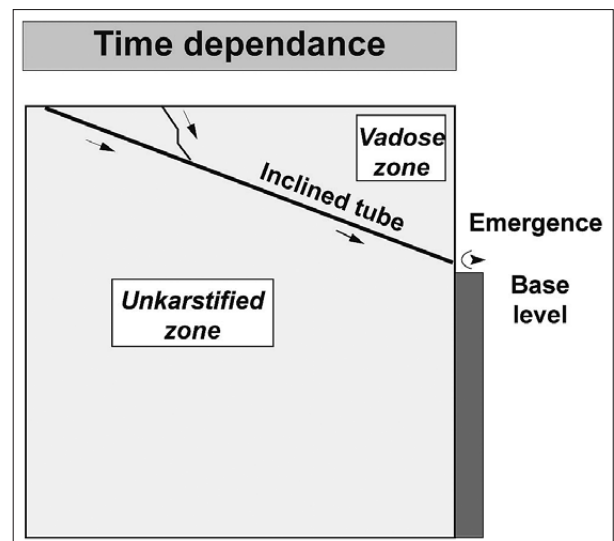 Time dependance
Vadose
zone
Inclined tube
Emergence
Base
level
Unkarstified
zone